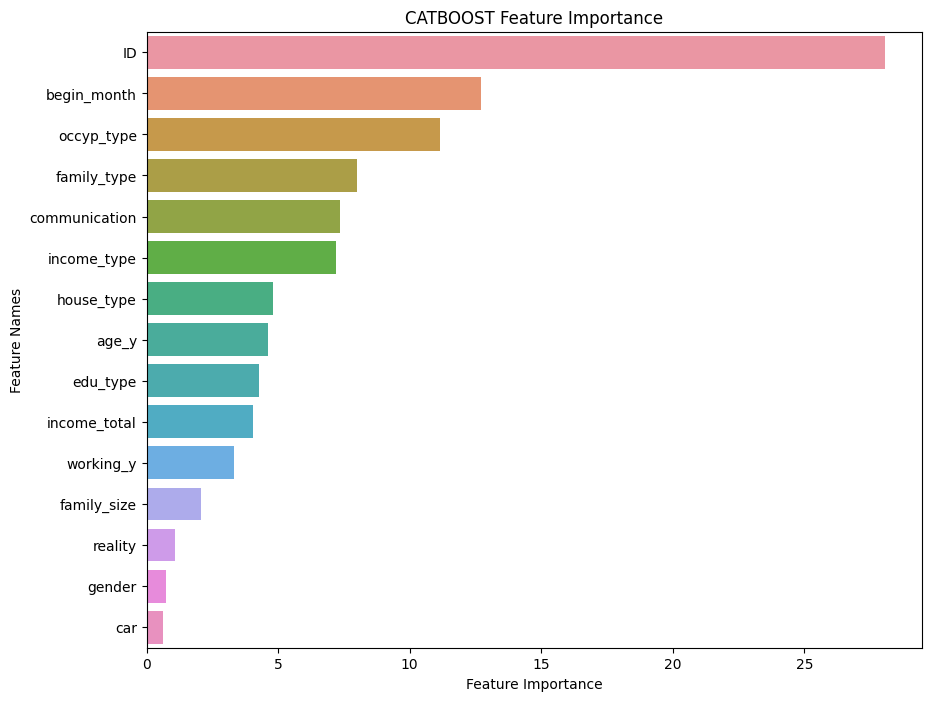 CATBOOST Feature Importance
Feature Names
ID
begin_month
occyp_type
family_type
communication
income_type
house_type
age_y
edu_type
income_total
working_y
family_size
reality
gender
car
0 5 10 15 20 25
Feature Importance